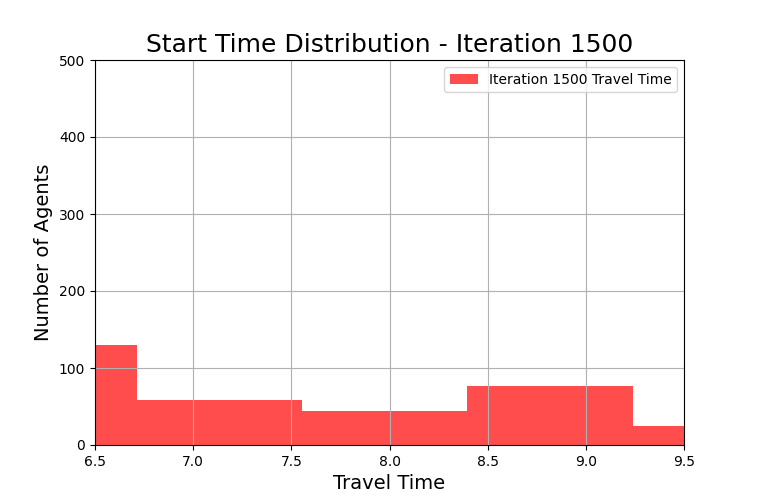 Start Time Distribution - Iteration 1500
Iteration 1500 Travel Time
Number of Agents
500
400
300
200
100
0
6.5 7.0 7.5 8.0 8.5 9.0 9.5
Travel Time